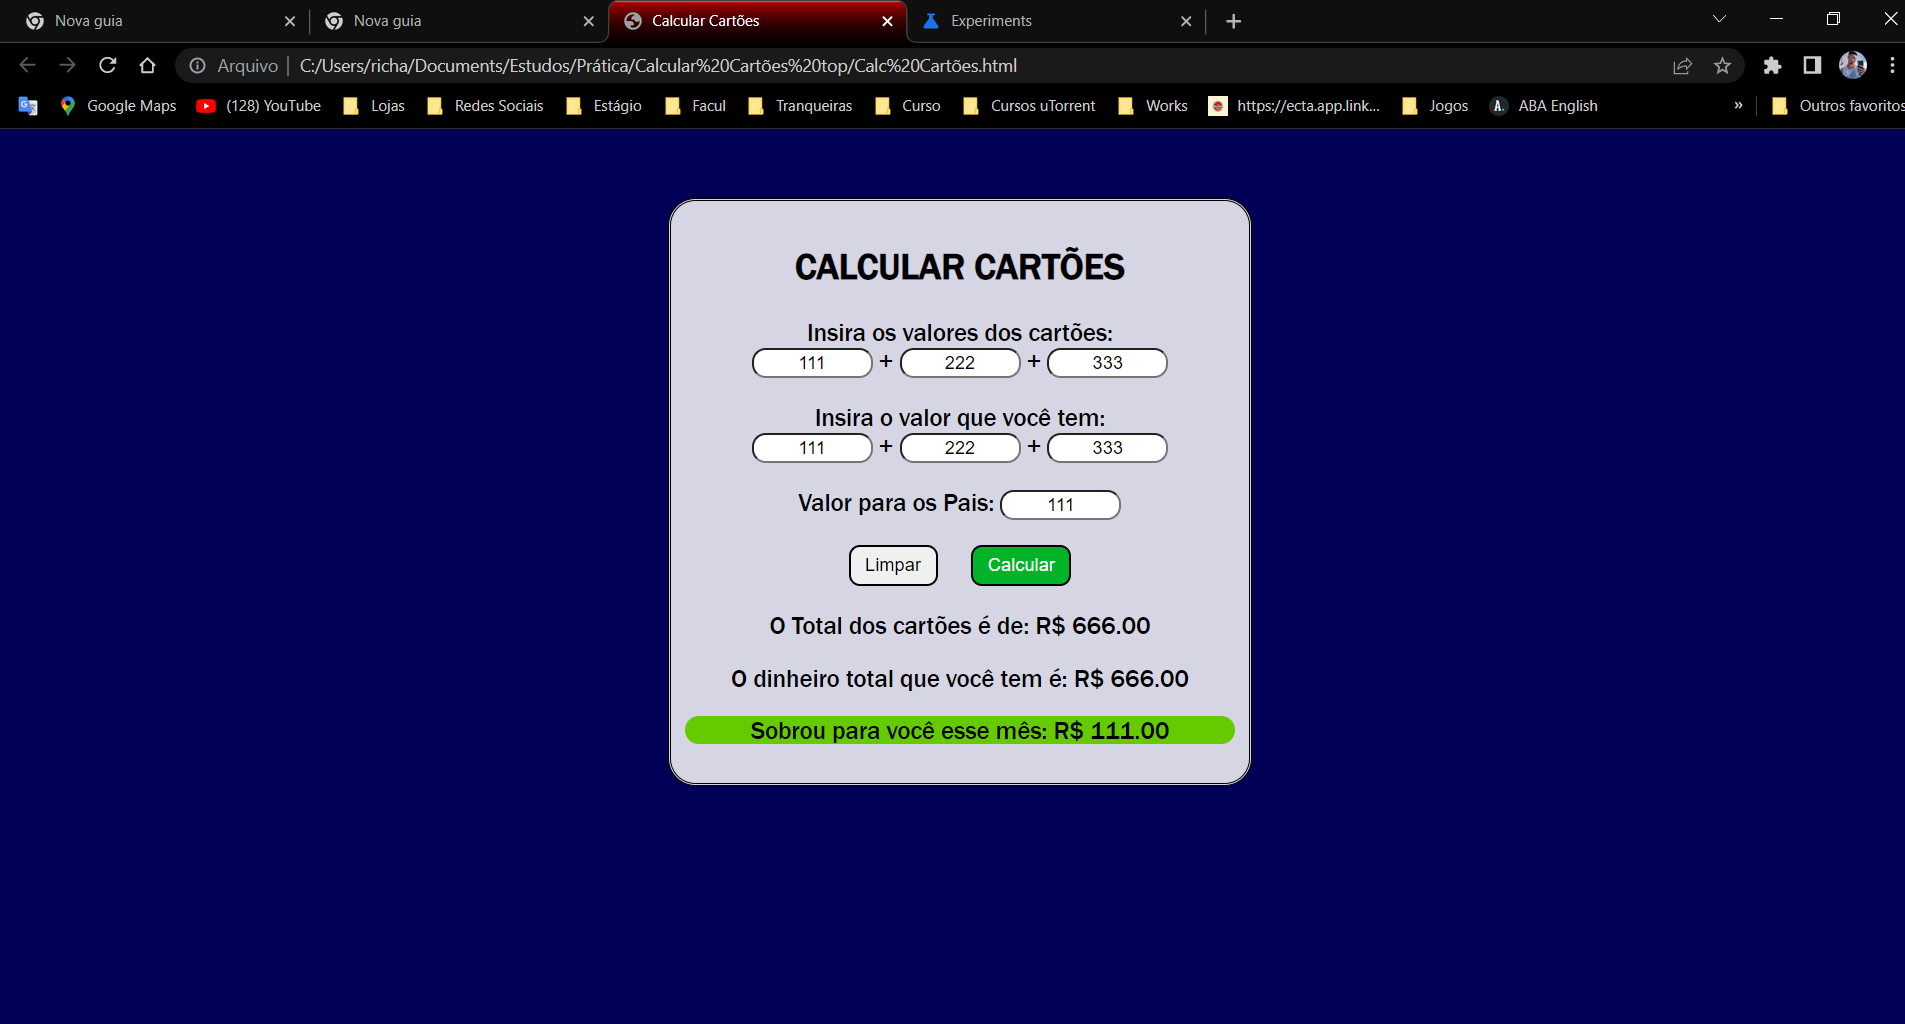 Nova guia
Nova guia
Calcular Cartões
Experiments
Arquivo | C:/Users/richa/Documents/Estudos/Prática/Calcular%20Cartões%20top/Calc%20Cartões.html
Google Maps (128) YouTube Lojas Redes Sociais Estágio Facul Tranqueiras Curso Cursos uTorrent Works https://ecta.app.link... Jogos A. ABA English » Outros favoritos
CALCULAR CARTÕES
Insira os valores dos cartões:
111 + 222 + 333
Insira o valor que você tem:
111 + 222 + 333
Valor para os Pais: 111
Limpar Calcular
O Total dos cartões é de: R$ 666.00
O dinheiro total que você tem é: R$ 666.00
Sobrou para você esse mês: R$ 111.00